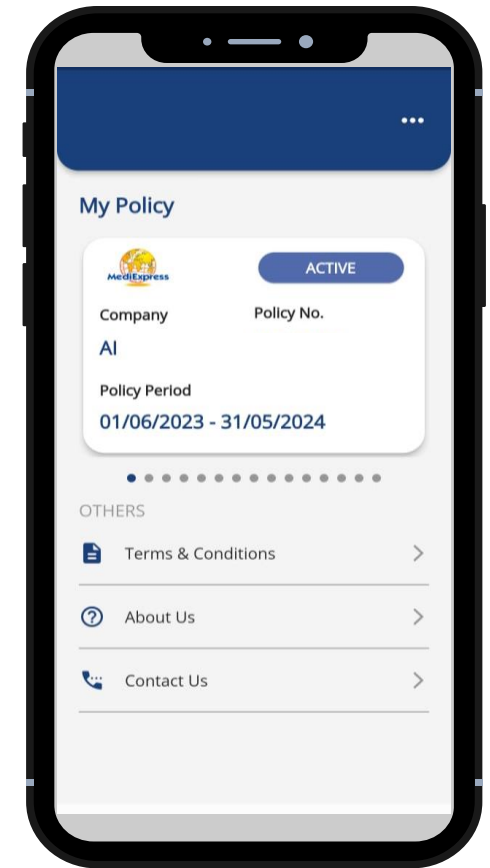 My Policy
MediExpress
ACTIVE
Company
Policy No.
AI
Policy Period
01/06/2023 - 31/05/2024
OTHERS
Terms & Conditions
About Us
Contact Us